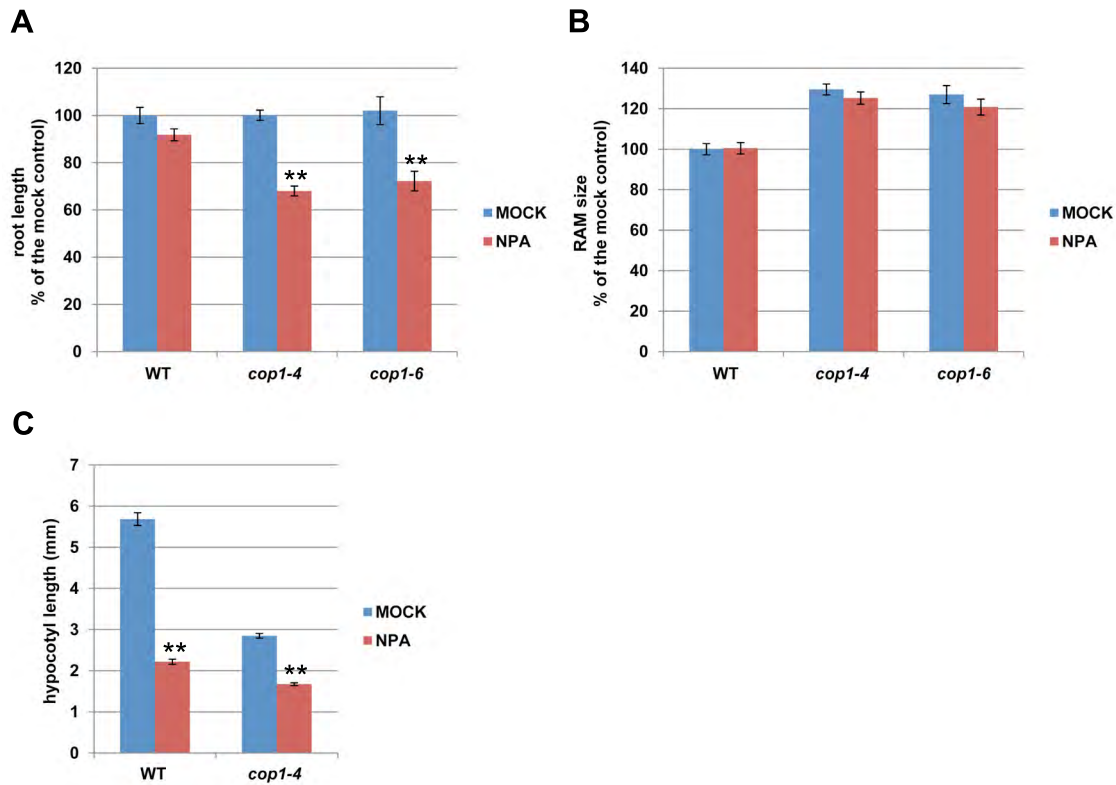 A
root length
% of the mock control)
120
100
80
60
40
20
0
**
**
WT
cop1-4
cop1-6
MOCK
NPA
B
RAM size
% of the mock control)
140
120
100
80
60
40
20
0
WT
cop1-4
cop1-6
MOCK
NPA
C
hypocotyl length (mm)
7
6
5
4
3
2
1
0
**
**
WT
cop1-4
MOCK
NPA